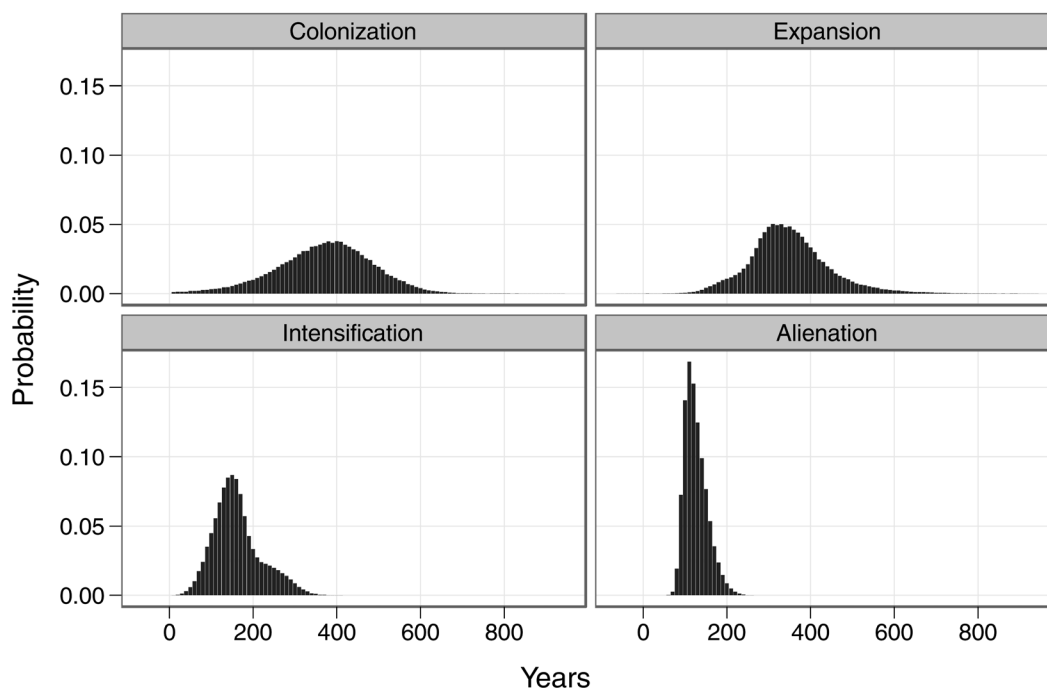 Colonization
Expansion
0.15
0.10
0.05
0.00
Intensification
Alienation
0.15
0.10
0.05
0.00
Probability
0 200 400 600 800
0 200 400 600 800
Years